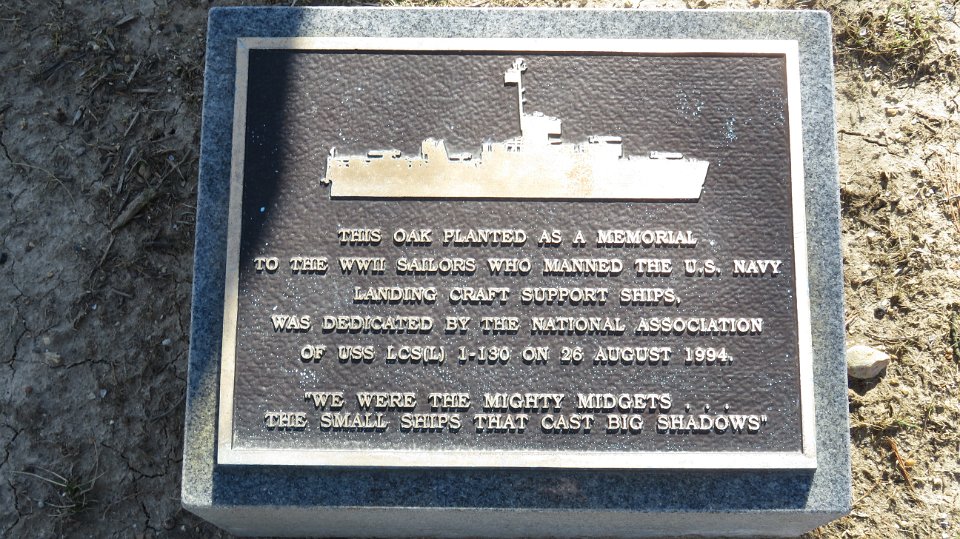 THIS OAK PLANTED AS A MEMORIAL
TO THE WWII SAILORS WHO MANNED THE U.S. NAVY
LANDING CRAFT SUPPORT SHIPS,
WAS, DEDICATED BY THE NATIONAL ASSOCIATION
OF USS LCS(L) 1-130 ON 26 AUGUST 1994.
"WE WERE THE MIGHTY MIDGETS . . .
THE SMALL SHIPS THAT CAST BIG SHADOWS"